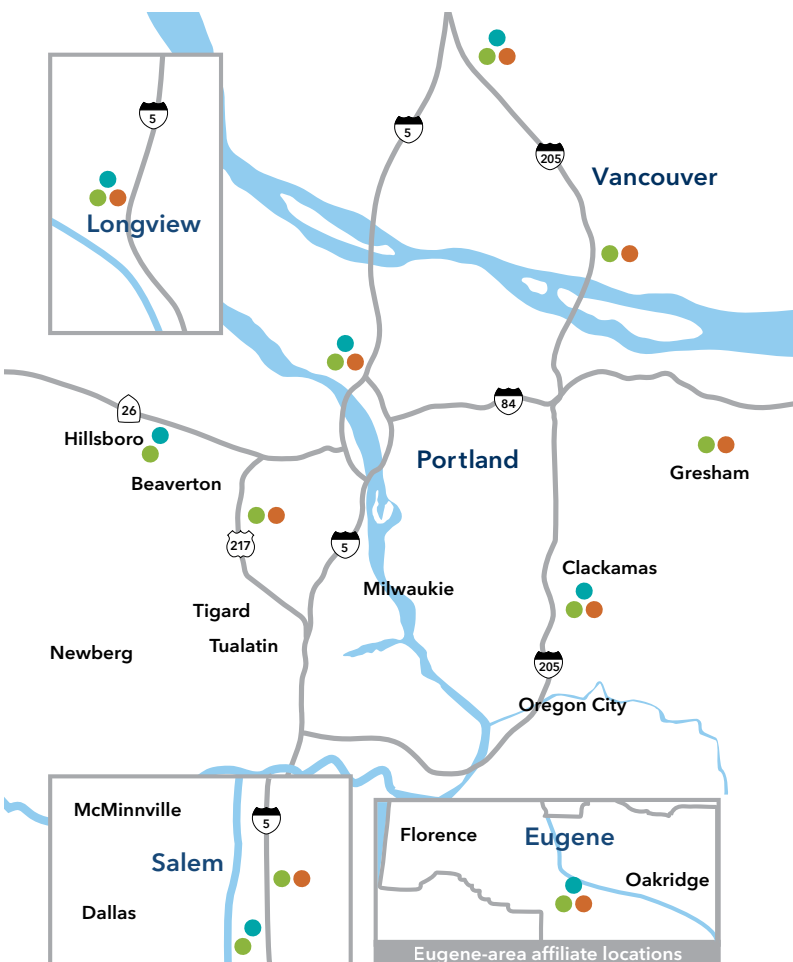 5
5
205
Vancouver
Longview
26
84
Hillsboro
Portland
Beaverton
Gresham
217
5
Clackamas
Milwaukie
Tigard
Tualatin
Newberg
205
Oregon City
McMinnville
5
Salem
Dallas
Florence
Eugene
Oakridge
Eugene-area affiliate locations